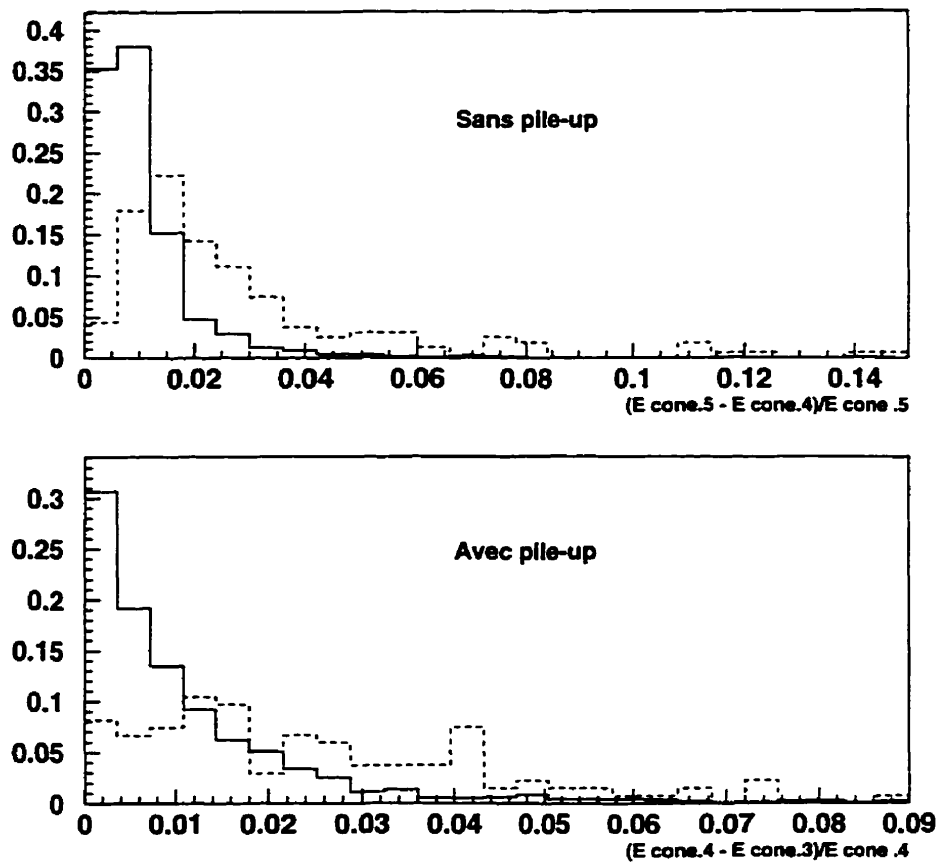 0.4
0.35
0.3
0.25
0.2
0.15
0.1
0.05
0
Sans pile-up
0 0.02 0.04 0.06 0.08 0.1 0.12 0.14
(E cone.5 - E cone.4)/E cone .5
0.3
0.25
0.2
0.15
0.1
0.05
0
Avec pile-up
0 0.01 0.02 0.03 0.04 0.05 0.06 0.07 0.08 0.09
(E cone.4 - E cone.3)/E cone .4